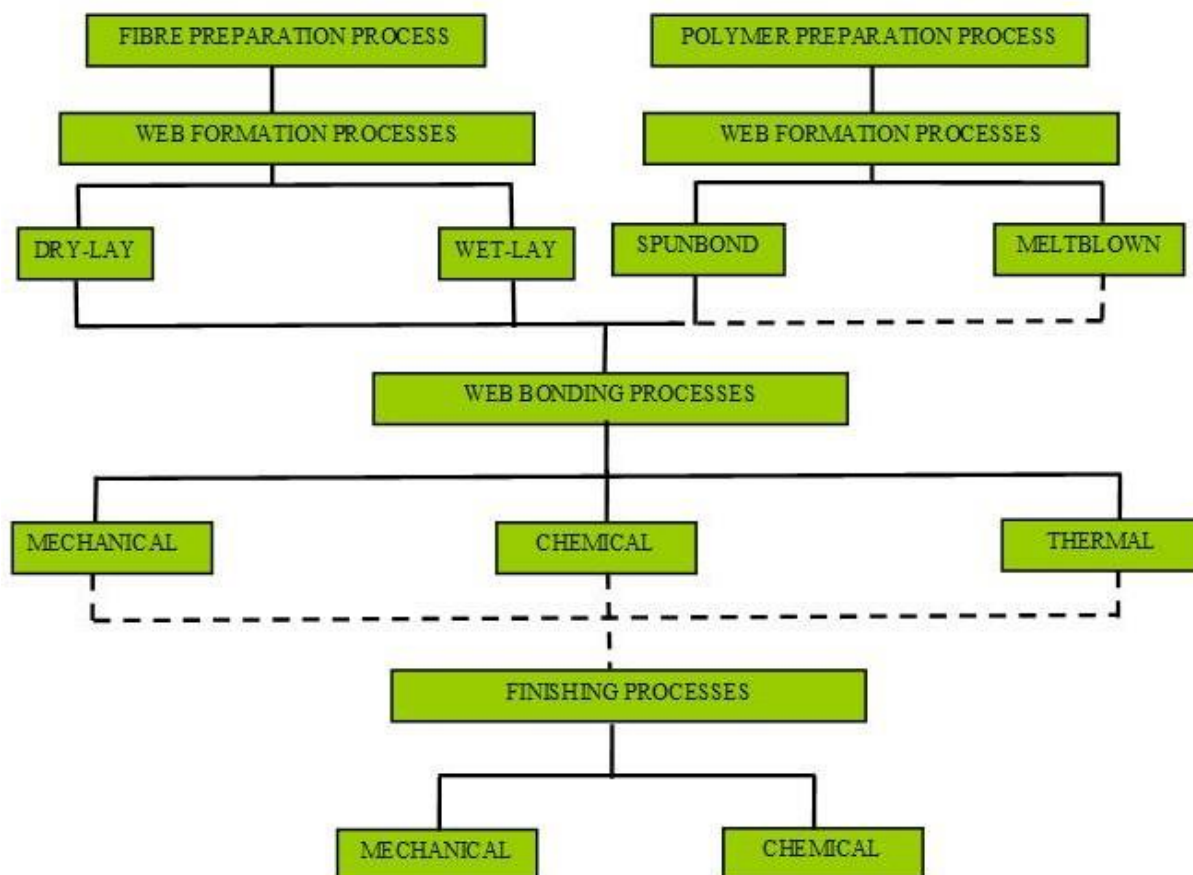 FIBRE PREPARATION PROCESS
POLYMER PREPARATION PROCESS
WEB FORMATION PROCESSES
WEB FORMATION PROCESSES
DRY-LAY
WET-LAY
SPUNBOND
MELTBLOWN
WEB BONDING PROCESSES
MECHANICAL
CHEMICAL
THERMAL
FINISHING PROCESSES
MECHANICAL
CHEMICAL